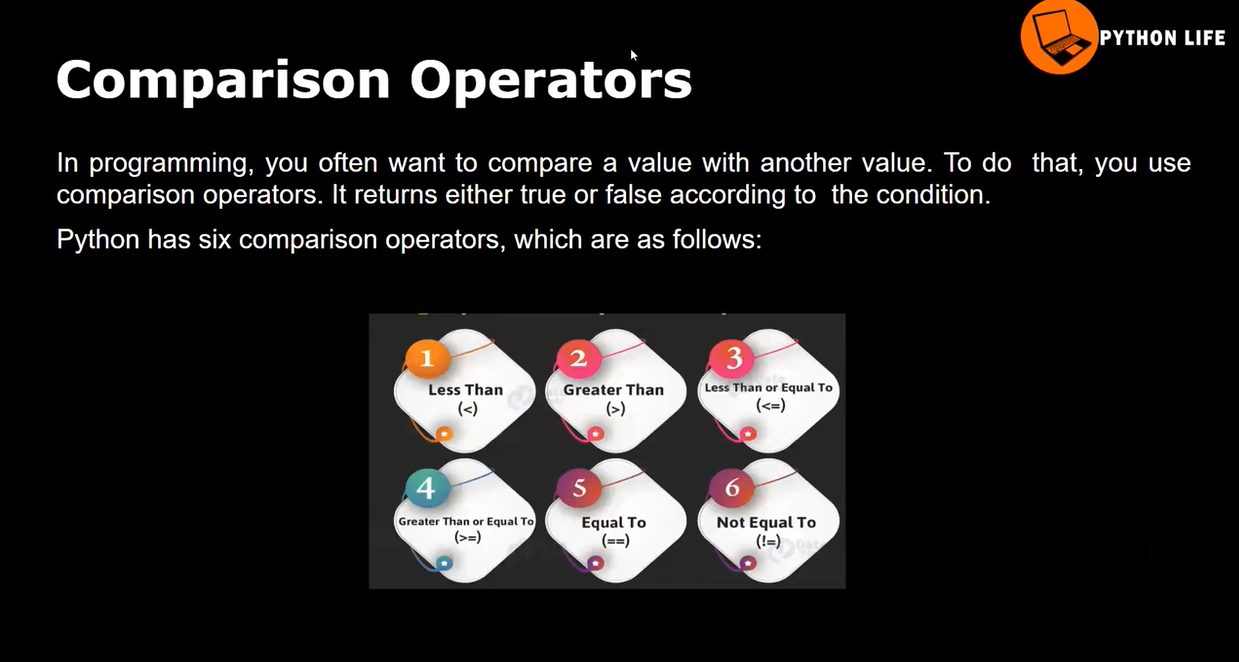 PYTHON LIFE
Comparison Operators
In programming, you often want to compare a value with another value. To do that, you use
comparison operators. It returns either true or false according to the condition.
Python has six comparison operators, which are as follows:
1
Less Than
(<)
2
Greater Than
(>)
3
Less Than or Equal To
(<=)
4
Greater Than or Equal To
(>=)
5
Equal To
(==)
6
Not Equal To
(!=)